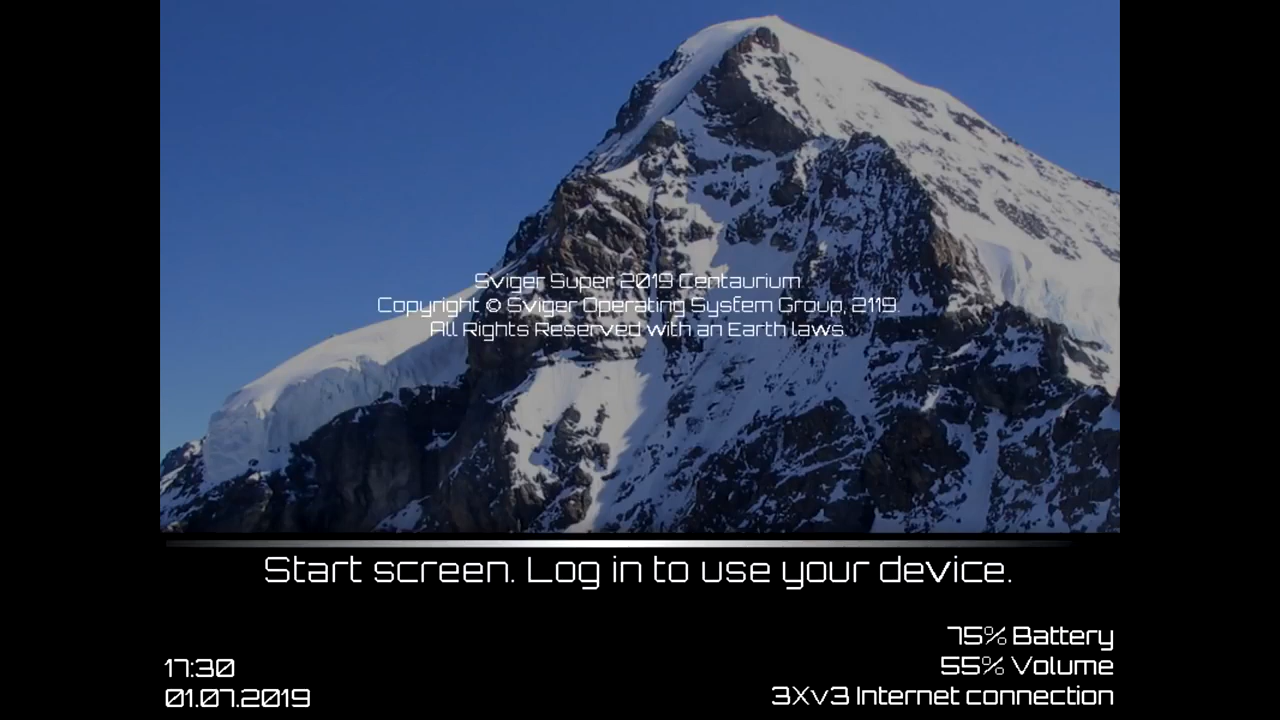 Sviger Super 2019 Centaurium
Copyright © Sviger Operating System Group, 2119.
All Rights Reserved with an Earth laws.
Start screen. Log in to use your device.
75% Battery
17:30
55% Volume
01.07.2019
3Xv3 Internet connection